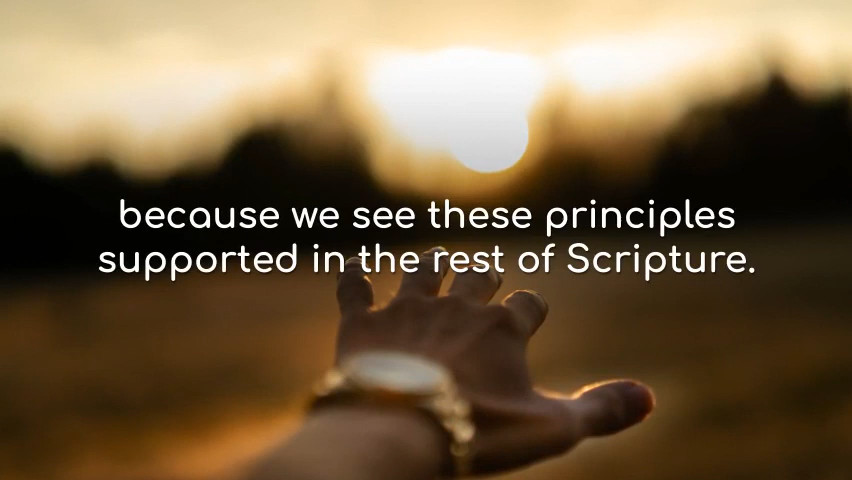 because we see these principles
supported in the rest of Scripture.